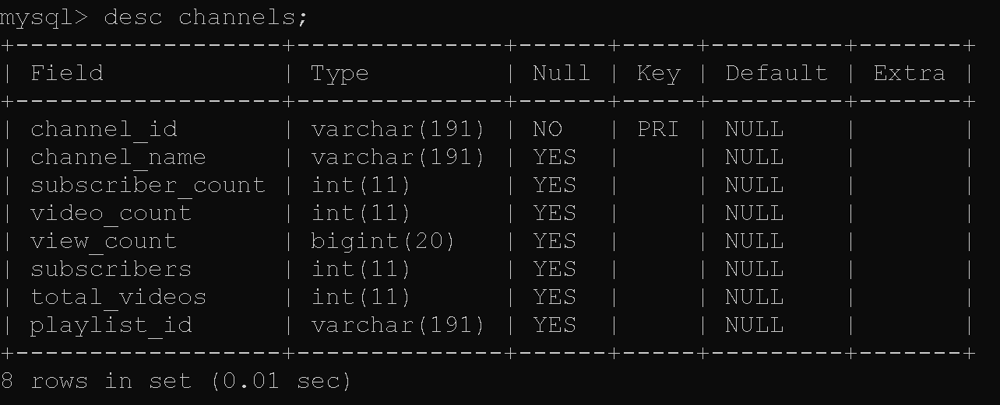 mysql> desc channels;
+------------------+--------------+------+-----+---------+-------+
| Field            | Type         | Null | Key | Default | Extra |
+------------------+--------------+------+-----+---------+-------+
| channel_id       | varchar(191) | NO   | PRI | NULL    |       |
| channel_name     | varchar(191) | YES  |     | NULL    |       |
| subscriber_count | int(11)      | YES  |     | NULL    |       |
| video_count      | int(11)      | YES  |     | NULL    |       |
| view_count       | bigint(20)   | YES  |     | NULL    |       |
| subscribers      | int(11)      | YES  |     | NULL    |       |
| total_videos     | int(11)      | YES  |     | NULL    |       |
| playlist_id      | varchar(191) | YES  |     | NULL    |       |
+------------------+--------------+------+-----+---------+-------+
8 rows in set (0.01 sec)